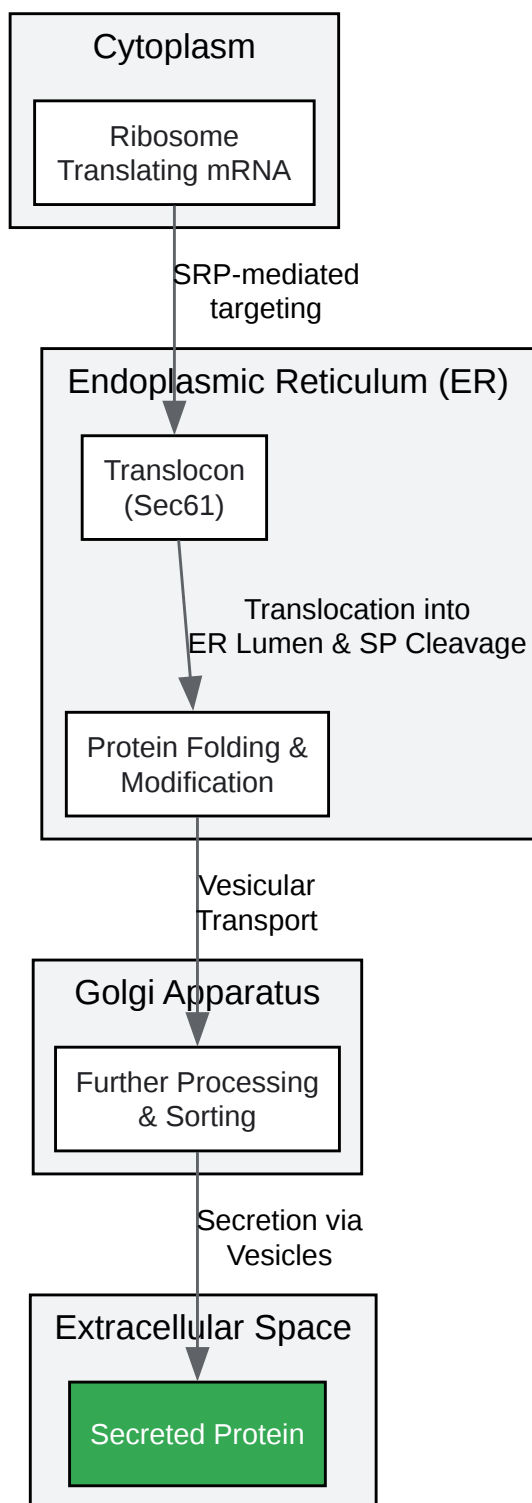 Cytoplasm
Ribosome
Translating mRNA
SRP-mediated
targeting
Endoplasmic Reticulum (ER)
Translocon
(Sec61)
Translocation into
ER Lumen & SP Cleavage
Protein Folding &
Modification
Vesicular
Transport
Golgi Apparatus
Further Processing
& Sorting
Secretion via
Vesicles
Extracellular Space
Secreted Protein